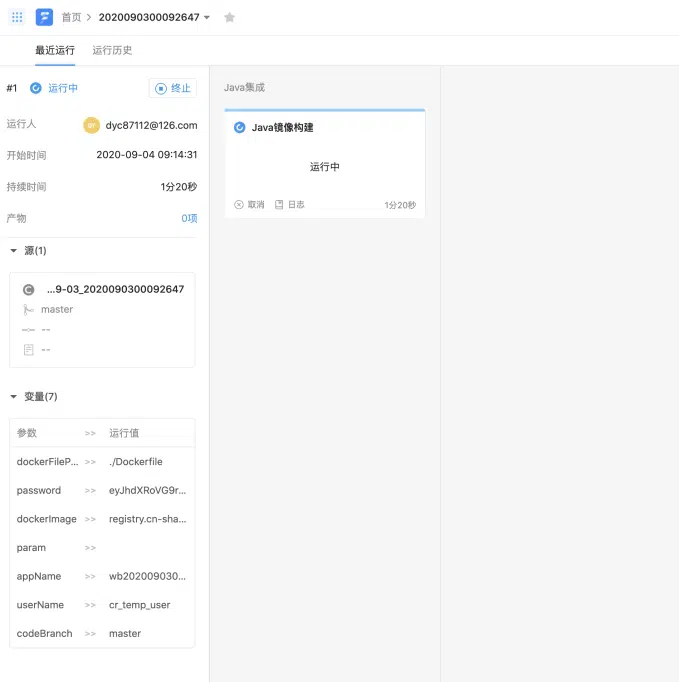 首页 > 2020090300092647
最近运行 运行历史
#1 运行中 终止
运行人 DY dyc87112@126.com
开始时间 2020-09-04 09:14:31
持续时间 1分20秒
产物 0项
源(1)
...9-03_2020090300092647
master
--
--
变量(7)
参数 >> 运行值
dockerFileP... >> ./Dockerfile
password >> eyJhdXRoVG9r...
dockerImage >> registry.cn-sha...
param >>
appName >> wb202009030...
userName >> cr_temp_user
codeBranch >> master
Java集成
Java镜像构建
运行中
取消 日志 1分20秒